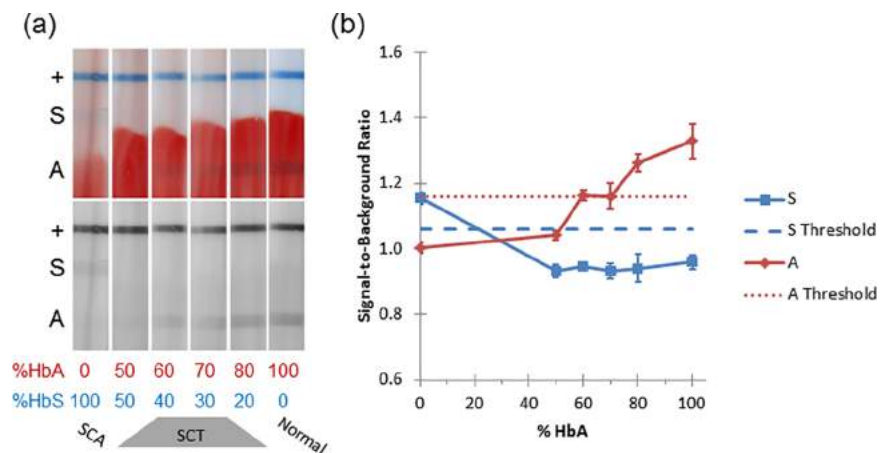 (a)
+
S
A
+
S
A
%HbA 0 50 60 70 80 100
%HbS 100 50 40 30 20 0
SCA SCT Normal
(b)
Signal-to-Background Ratio
1.6
1.4
1.2
1.0
0.8
0.6
0 20 40 60 80 100
% HbA
S
S Threshold
A
A Threshold